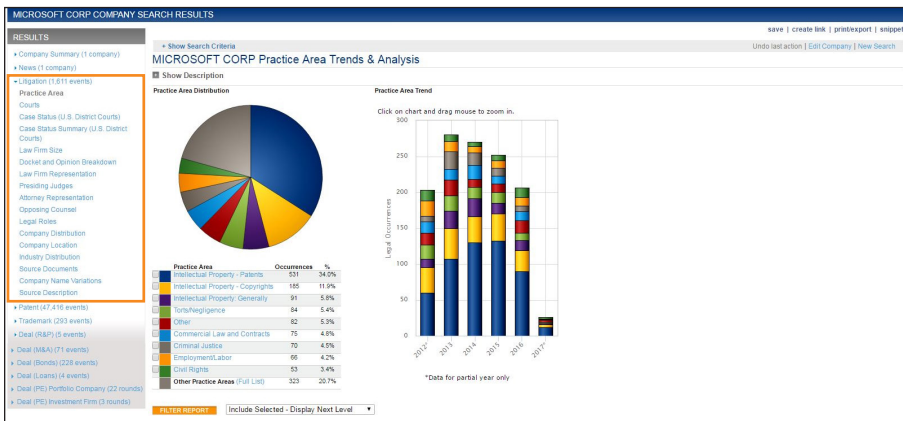 MICROSOFT CORP COMPANY SEARCH RESULTS
save | create link | print/export | snippet
RESULTS
Company Summary (1 company)
News (1 company)
Litigation (1,611 events)
Practice Area
Courts
Case Status (U.S. District Courts)
Case Status Summary (U.S. District
Courts)
Law Firm Size
Docket and Opinion Breakdown
Law Firm Representation
Presiding Judges
Attorney Representation
Opposing Counsel
Legal Roles
Company Distribution
Company Location
Industry Distribution
Source Documents
Company Name Variations
Source Description
Patent (47,416 events)
Trademark (293 events)
Deal (R&P) (5 events)
Deal (M&A) (71 events)
Deal (Bonds) (228 events)
Deal (Loans) (4 events)
Deal (PE) Portfolio Company (22 rounds)
Deal (PE) Investment Firm (3 rounds)
Show Search Criteria
Undo last action | Edit Company | New Search
MICROSOFT CORP Practice Area Trends & Analysis
Show Description
Practice Area Distribution
Practice Area Occurrences %
Intellectual Property - Patents 531 34.0%
Intellectual Property - Copyrights 185 11.9%
Intellectual Property: Generally 91 5.8%
Torts/Negligence 84 5.4%
Other 82 5.3%
Commercial Law and Contracts 75 4.8%
Criminal Justice 70 4.5%
Employment/Labor 66 4.2%
Civil Rights 53 3.4%
Other Practice Areas (Full List) 323 20.7%
Practice Area Trend
Click on chart and drag mouse to zoom in.
300
250
200
150
100
50
0
Legal Occurrences
2012*
2013
2014
2015
2016
2017*
*Data for partial year only
FILTER REPORT
Include Selected - Display Next Level